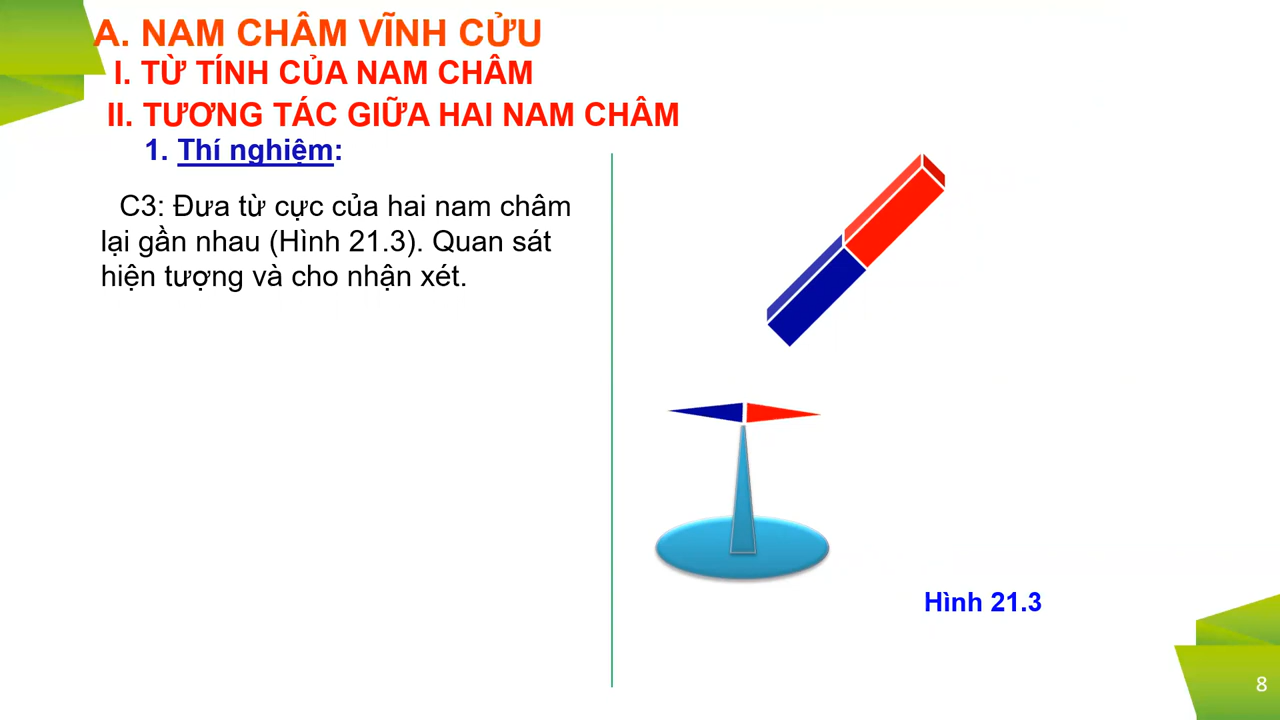 A. NAM CHÂM VĨNH CỬU
I. TỪ TÍNH CỦA NAM CHÂM
II. TƯƠNG TÁC GIỮA HAI NAM CHÂM
1. Thí nghiệm:
C3: Đưa từ cực của hai nam châm
lại gần nhau (Hình 21.3). Quan sát
hiện tượng và cho nhận xét.
Hình 21.3
8